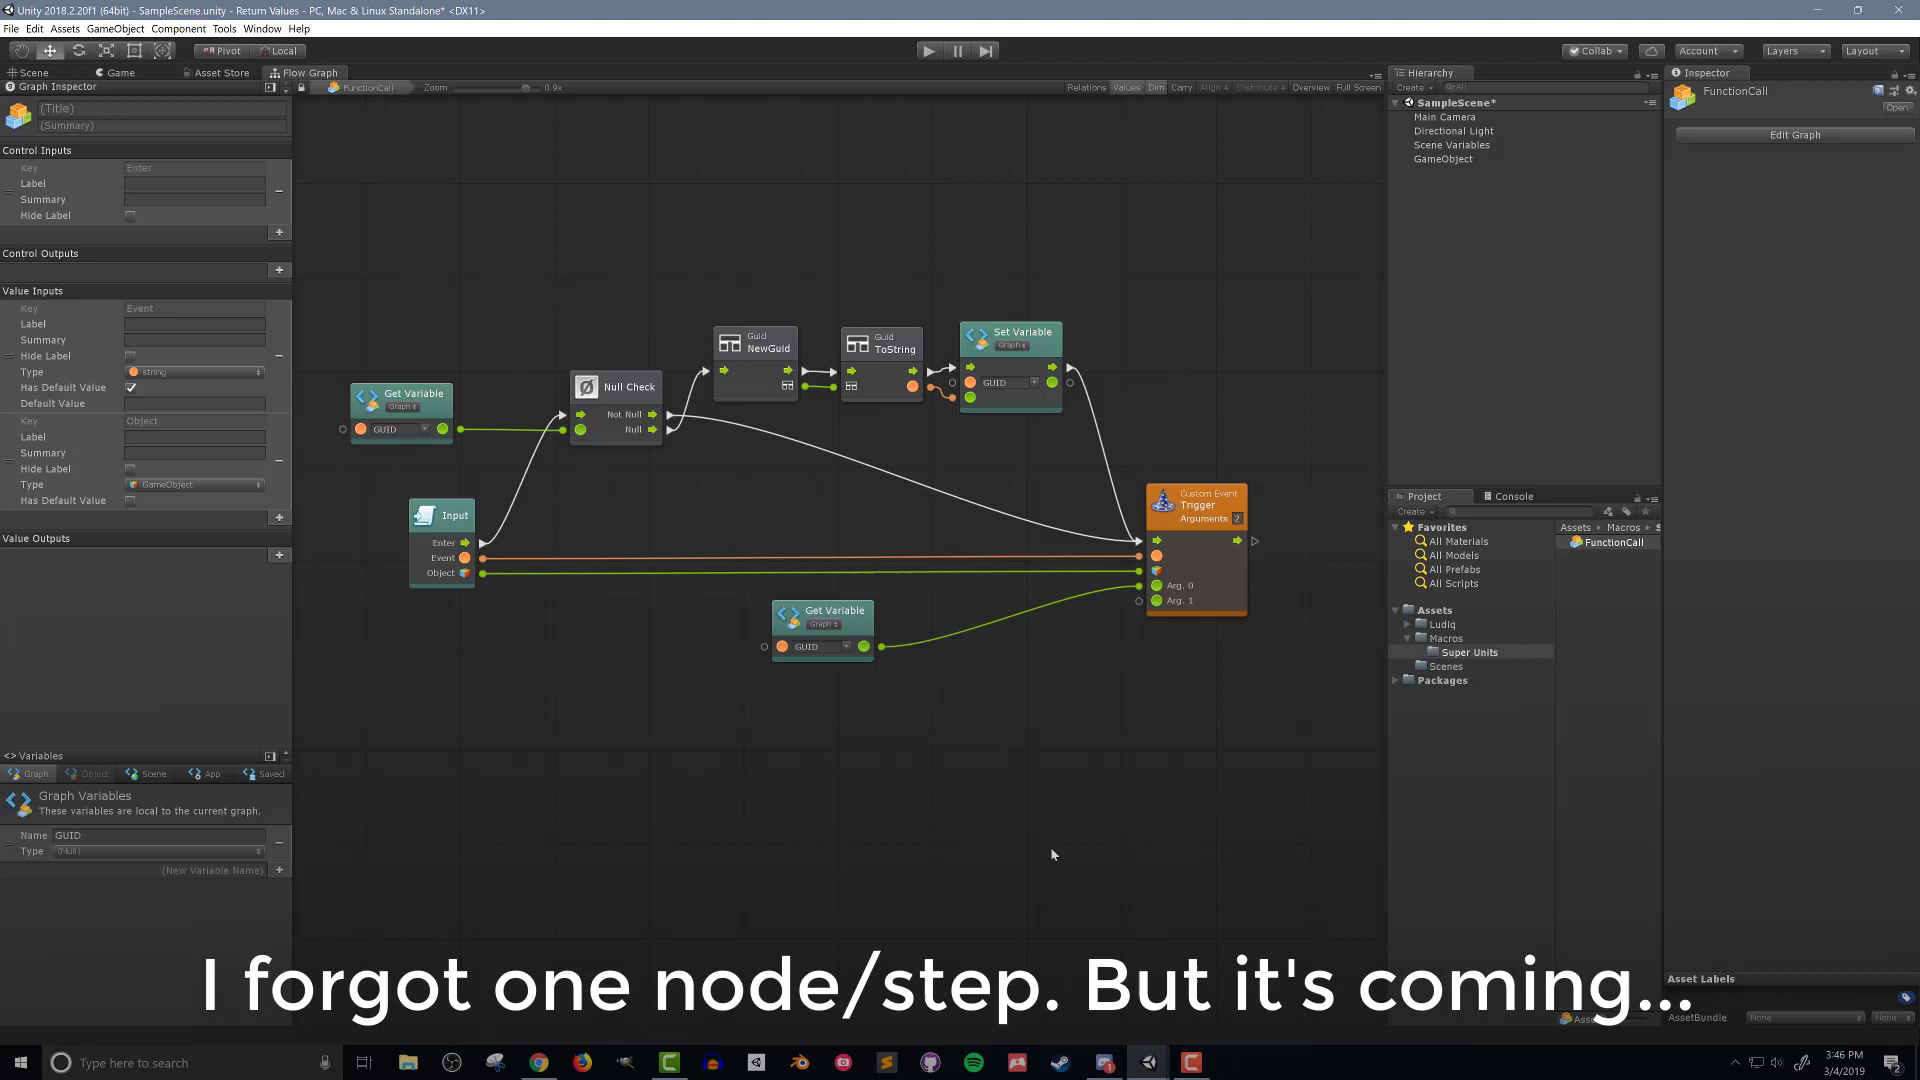 Unity 2018.2.20f1 (64bit) - SampleScene.unity - Return Values - PC, Mac & Linux Standalone* <DX11>
File Edit Assets GameObject Component Tools Window Help
Pivot Local Collab Account Layers Layout
Scene Game Asset Store Flow Graph
Graph Inspector
FunctionCall Zoom 0.9x Relations Values Dim Carry Align Distribute Overview Full Screen
(Title)
(Summary)
Control Inputs
Key Enter
Label
Summary
Hide Label
Control Outputs
Value Inputs
Key Event
Label
Summary
Hide Label
Type string
Has Default Value
Default Value
Key Object
Label
Summary
Hide Label
Type GameObject
Has Default Value
Value Outputs
Variables
Graph Object Scene App Saved
Graph Variables
These variables are local to the current graph.
Name GUID
Type (Null)
(New Variable Name)
Get Variable
Graph
GUID
Null Check
Not Null
Null
Guid
NewGuid
Guid
ToString
Set Variable
Graph
GUID
Input
Enter
Event
Object
Get Variable
Graph
GUID
Custom Event
Trigger
Arguments 2
Arg. 0
Arg. 1
Hierarchy
Create All
SampleScene*
Main Camera
Directional Light
Scene Variables
GameObject
Project Console
Create
Favorites
All Materials
All Models
All Prefabs
All Scripts
Assets
Ludiq
Macros
Super Units
Scenes
Packages
Assets Macros S
FunctionCall
Inspector
FunctionCall
Open
Edit Graph
Asset Labels
AssetBundle None None
I forgot one node/step. But it's coming...
Type here to search
3:46 PM
3/4/2019